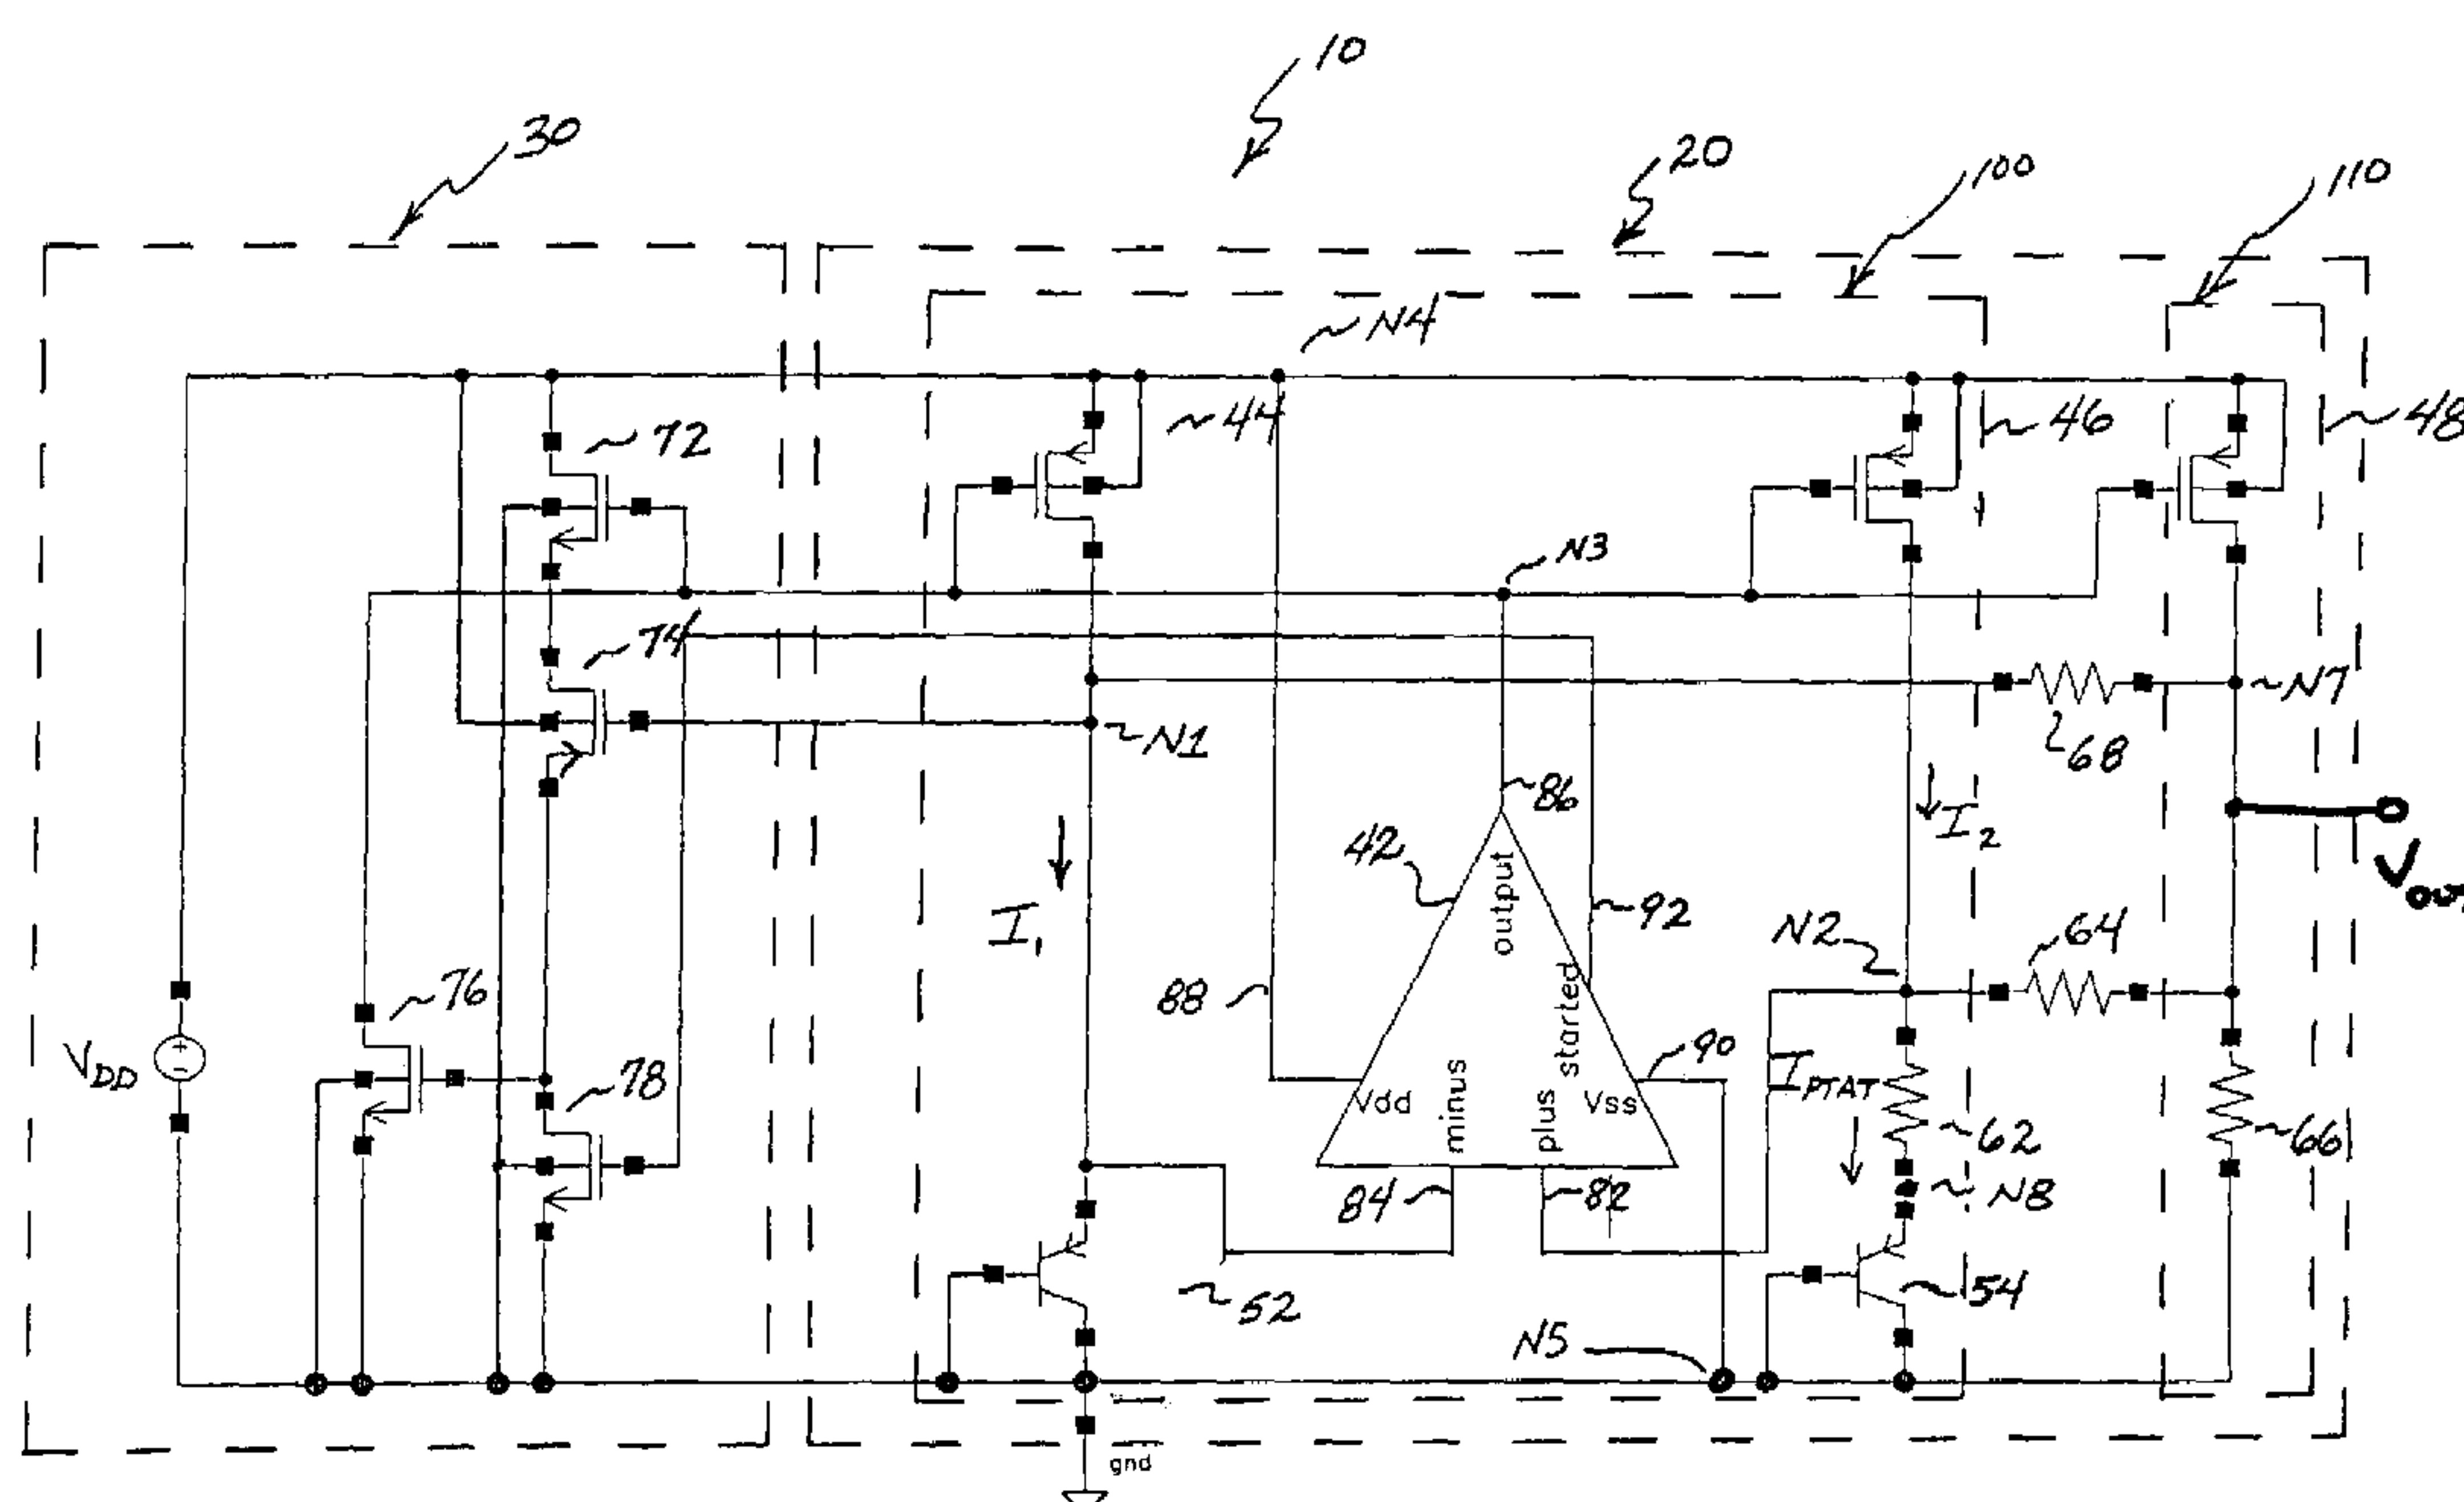 10
30
20
100
110
N4
72
44
46
48
N3
74
N1
N7
68
86
I2
VOUT
42
output
92
I1
N2
64
88
76
started
90
VDD
78
Vdd
minus
plus
Vss
IPTAT
62
66
84
82
N8
52
54
N5
gnd